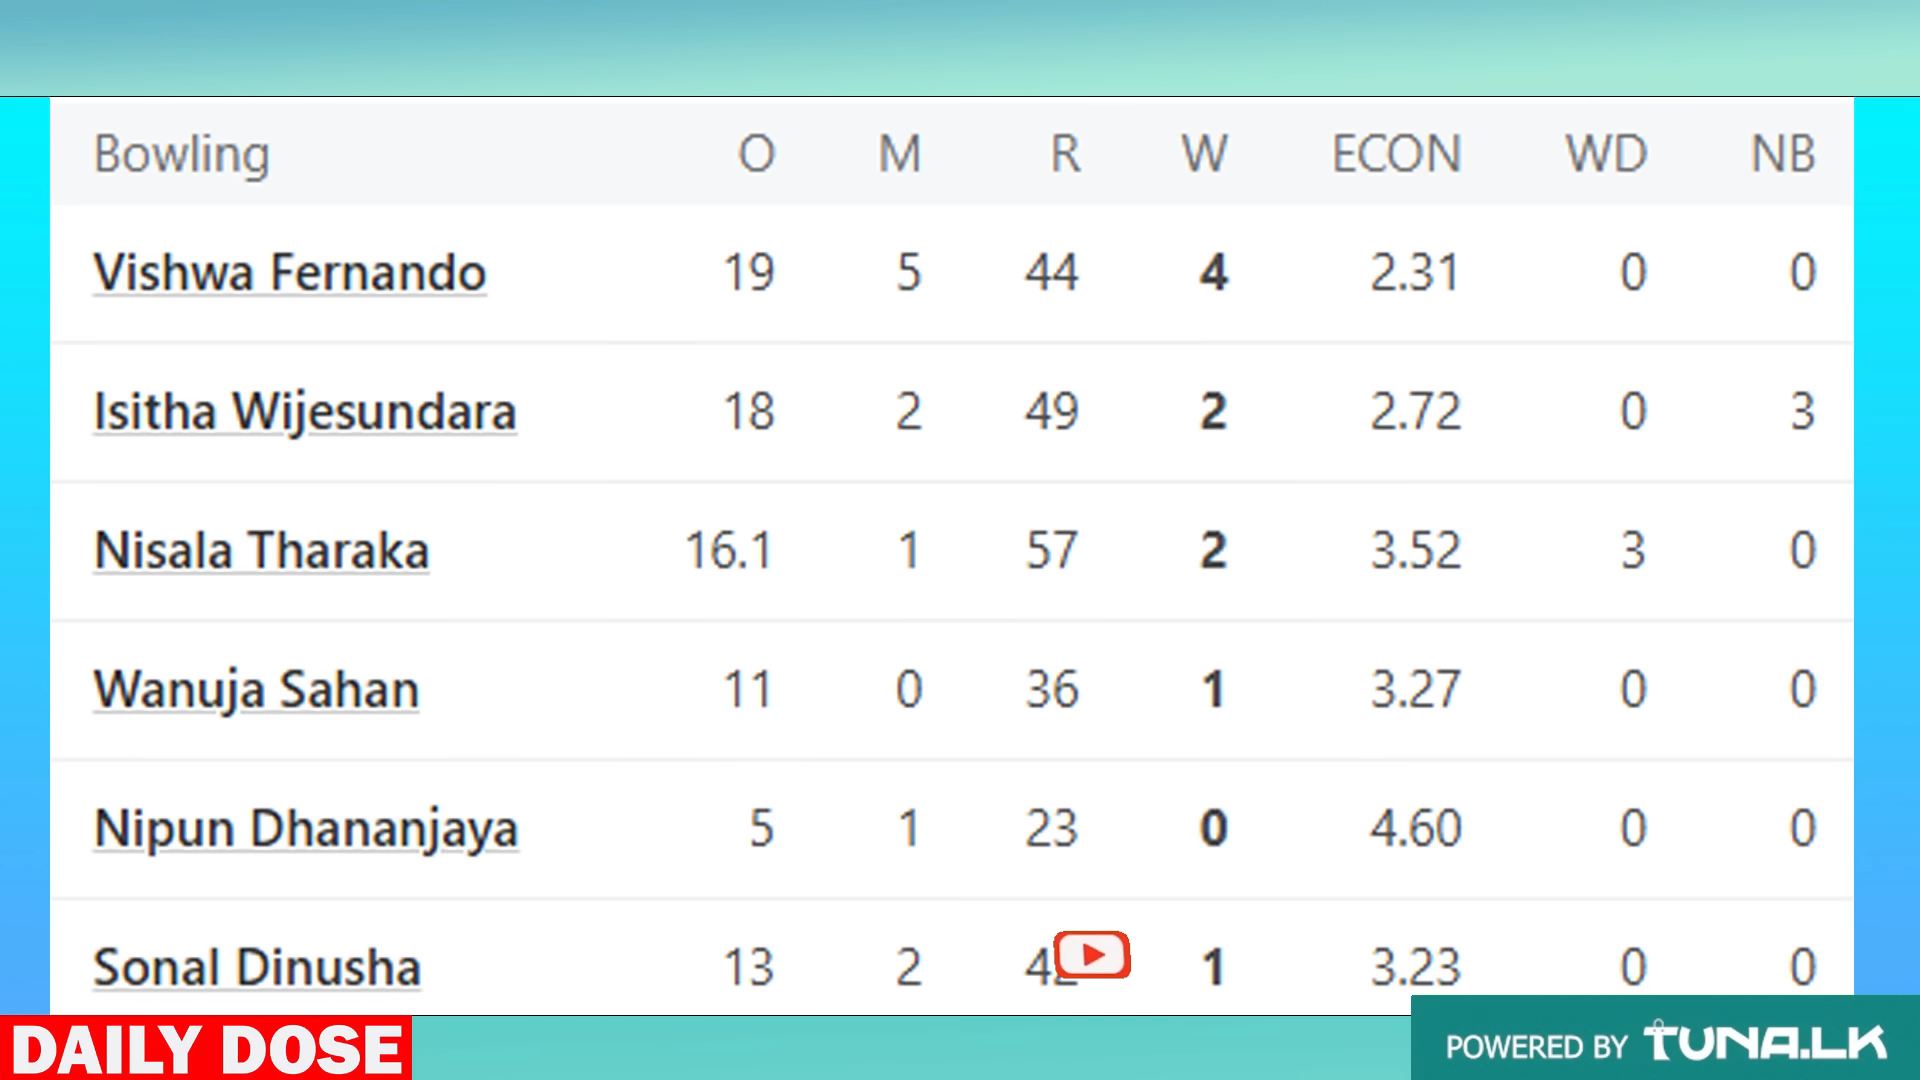 Bowling O M R W ECON WD NB
Vishwa Fernando 19 5 44 4 2.31 0 0
Isitha Wijesundara 18 2 49 2 2.72 0 3
Nisala Tharaka 16.1 1 57 2 3.52 3 0
Wanuja Sahan 11 0 36 1 3.27 0 0
Nipun Dhananjaya 5 1 23 0 4.60 0 0
Sonal Dinusha 13 2 1 3.23 0 0
DAILY DOSE
POWERED BY TUNA.LK